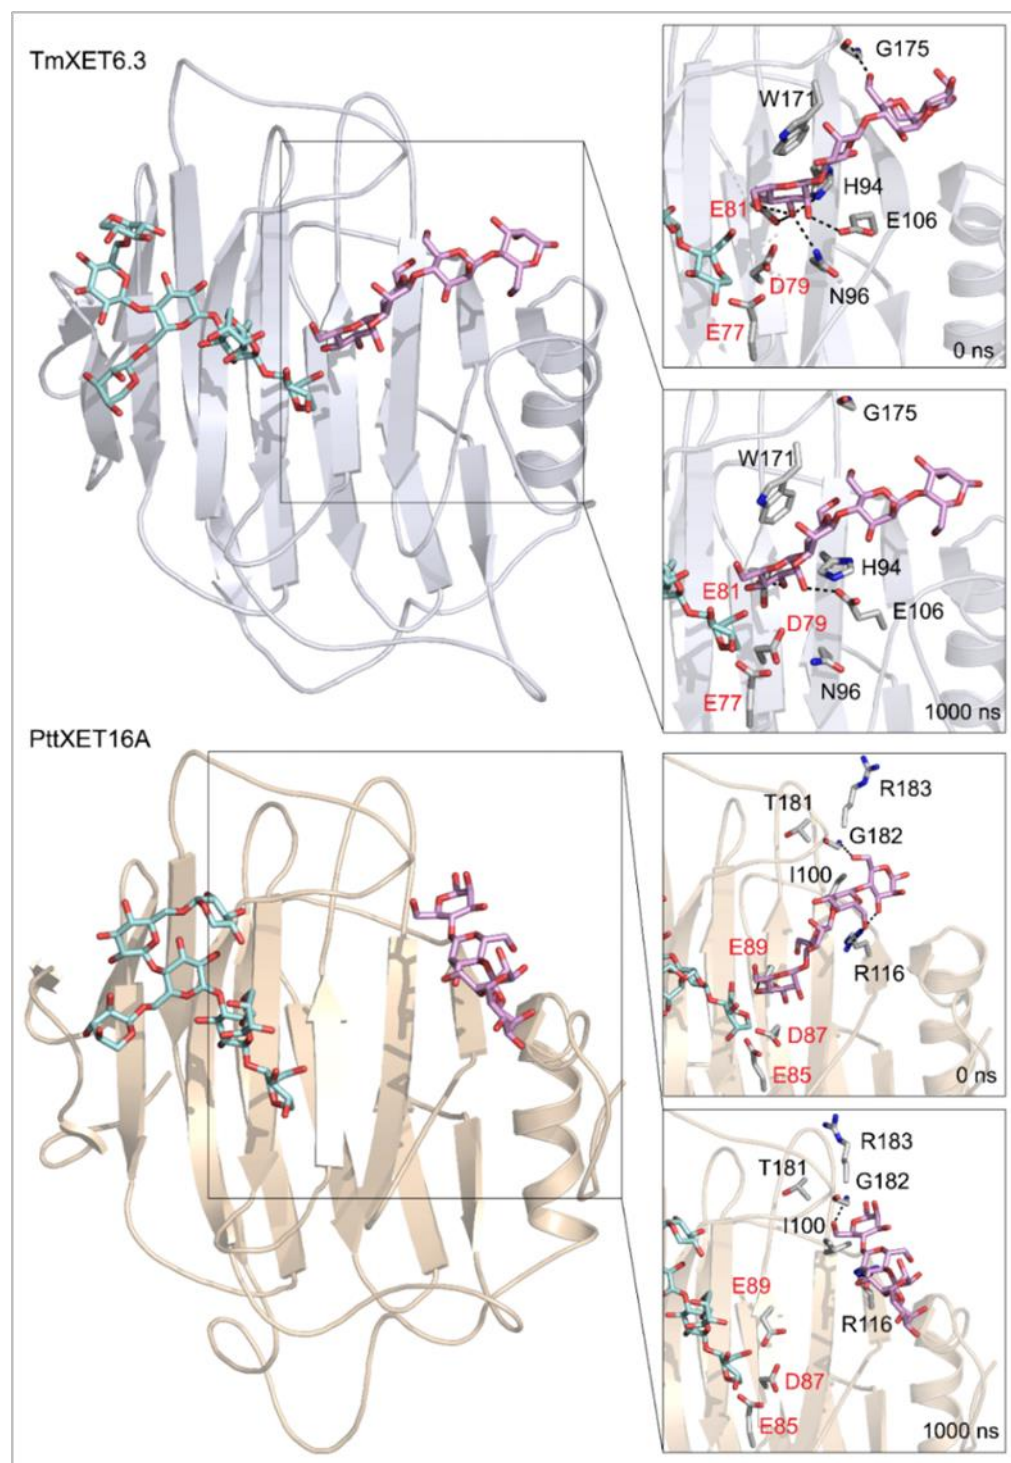 TmXET6.3
G175
W171
H94
E81
E106
D79
N96
E77
0 ns
G175
W171
H94
E81
E106
D79
N96
E77
1000 ns
PttXET16A
R183
T181
G182
I100
E89
R116
D87
E85
0 ns
R183
T181
G182
I100
E89
R116
D87
E85
1000 ns